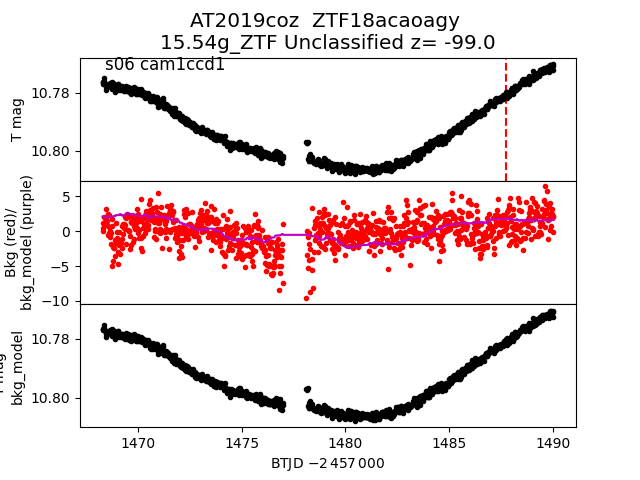 AT2019coz  ZTF18acaoagy
15.54g_ZTF Unclassified z= -99.0
s06 cam1ccd1
T mag
10.78
10.80
Bkg (red)/
bkg_model (purple)
5
0
−5
−10
bkg_model
10.78
10.80
1470
1475
1480
1485
1490
BTJD −2 457 000